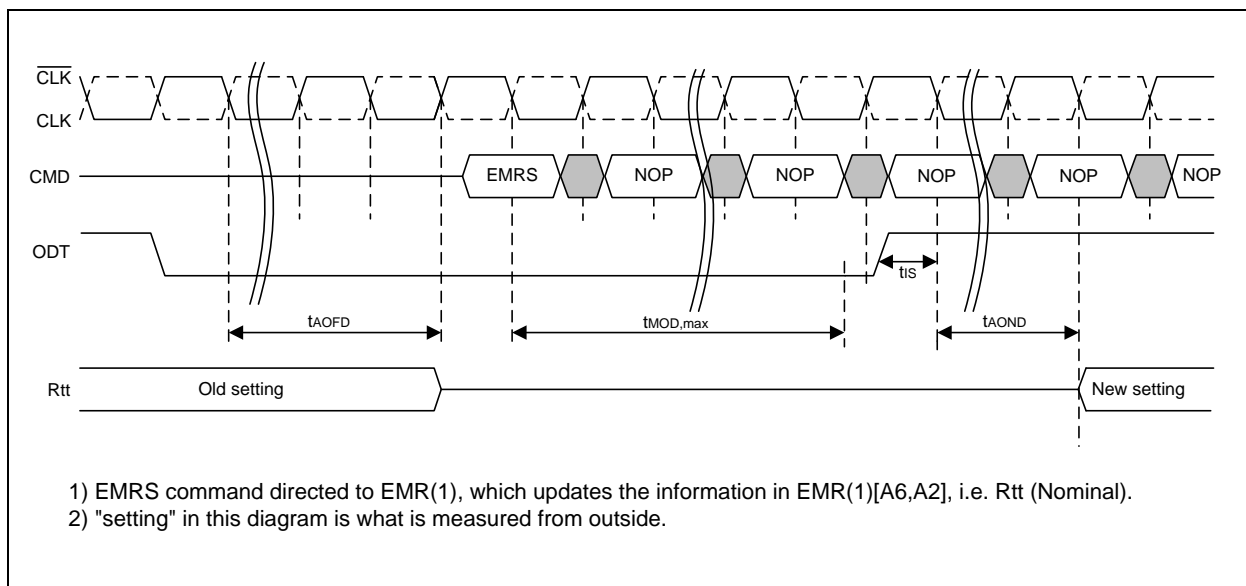 CLK
CLK
CMD
EMRS
NOP
NOP
NOP
NOP
NOP
ODT
tIS
tAOFD
tMOD,max
tAOND
Rtt
Old setting
New setting
1) EMRS command directed to EMR(1), which updates the information in EMR(1)[A6,A2], i.e. Rtt (Nominal).
2) "setting" in this diagram is what is measured from outside.